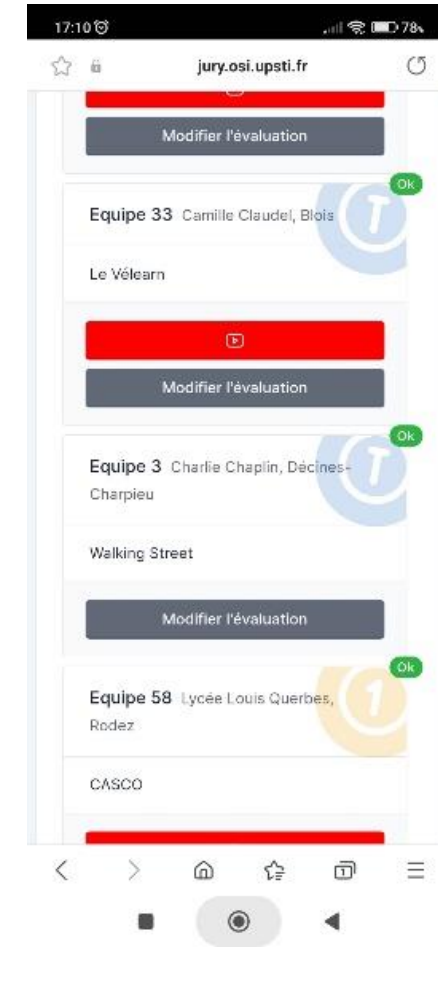 17:10 78%
jury.osi.upsti.fr
Modifier l'évaluation
Ok
Equipe 33 Camille Claudel, Blois
T
Le Vélearn
Modifier l'évaluation
Ok
Equipe 3 Charlie Chaplin, Décines-
Charpieu
T
Walking Street
Modifier l'évaluation
Ok
Equipe 58 Lycée Louis Querbes,
Rodez
1
CASCO
1